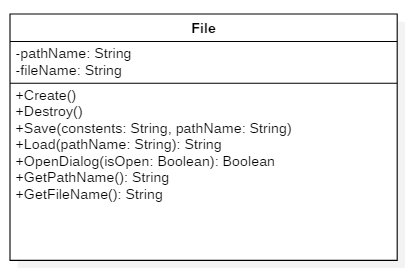 File
-pathName: String
-fileName: String
+Create()
+Destroy()
+Save(constents: String, pathName: String)
+Load(pathName: String): String
+OpenDialog(isOpen: Boolean): Boolean
+GetPathName(): String
+GetFileName(): String